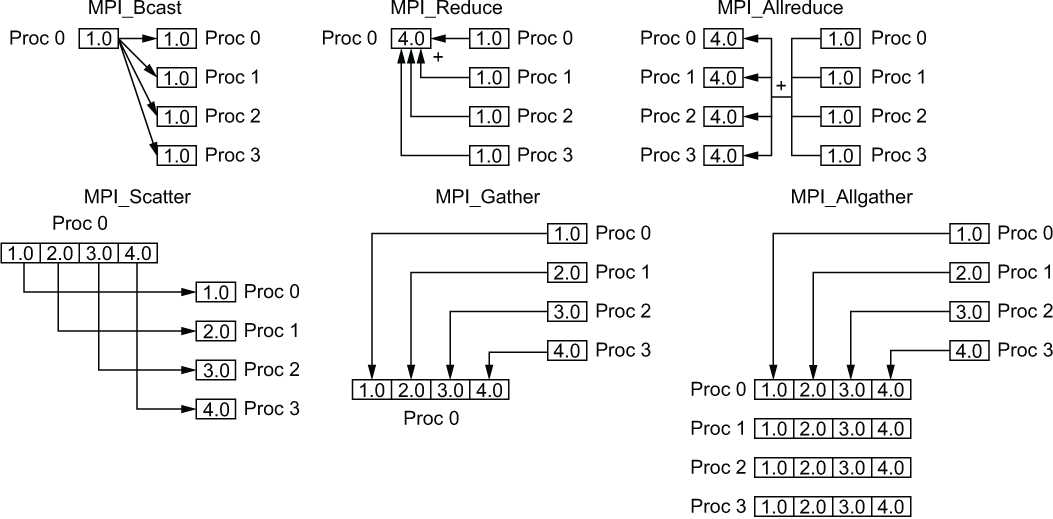 MPI_Bcast
Proc 0 1.0 1.0 Proc 0
1.0 Proc 1
1.0 Proc 2
1.0 Proc 3
MPI_Reduce
Proc 0 4.0 1.0 Proc 0
+
1.0 Proc 1
1.0 Proc 2
1.0 Proc 3
MPI_Allreduce
Proc 0 4.0 1.0 Proc 0
Proc 1 4.0 + 1.0 Proc 1
Proc 2 4.0 1.0 Proc 2
Proc 3 4.0 1.0 Proc 3
MPI_Scatter
Proc 0
1.0 2.0 3.0 4.0
1.0 Proc 0
2.0 Proc 1
3.0 Proc 2
4.0 Proc 3
MPI_Gather
1.0 Proc 0
2.0 Proc 1
3.0 Proc 2
4.0 Proc 3
1.0 2.0 3.0 4.0
Proc 0
MPI_Allgather
1.0 Proc 0
2.0 Proc 1
3.0 Proc 2
4.0 Proc 3
Proc 0 1.0 2.0 3.0 4.0
Proc 1 1.0 2.0 3.0 4.0
Proc 2 1.0 2.0 3.0 4.0
Proc 3 1.0 2.0 3.0 4.0